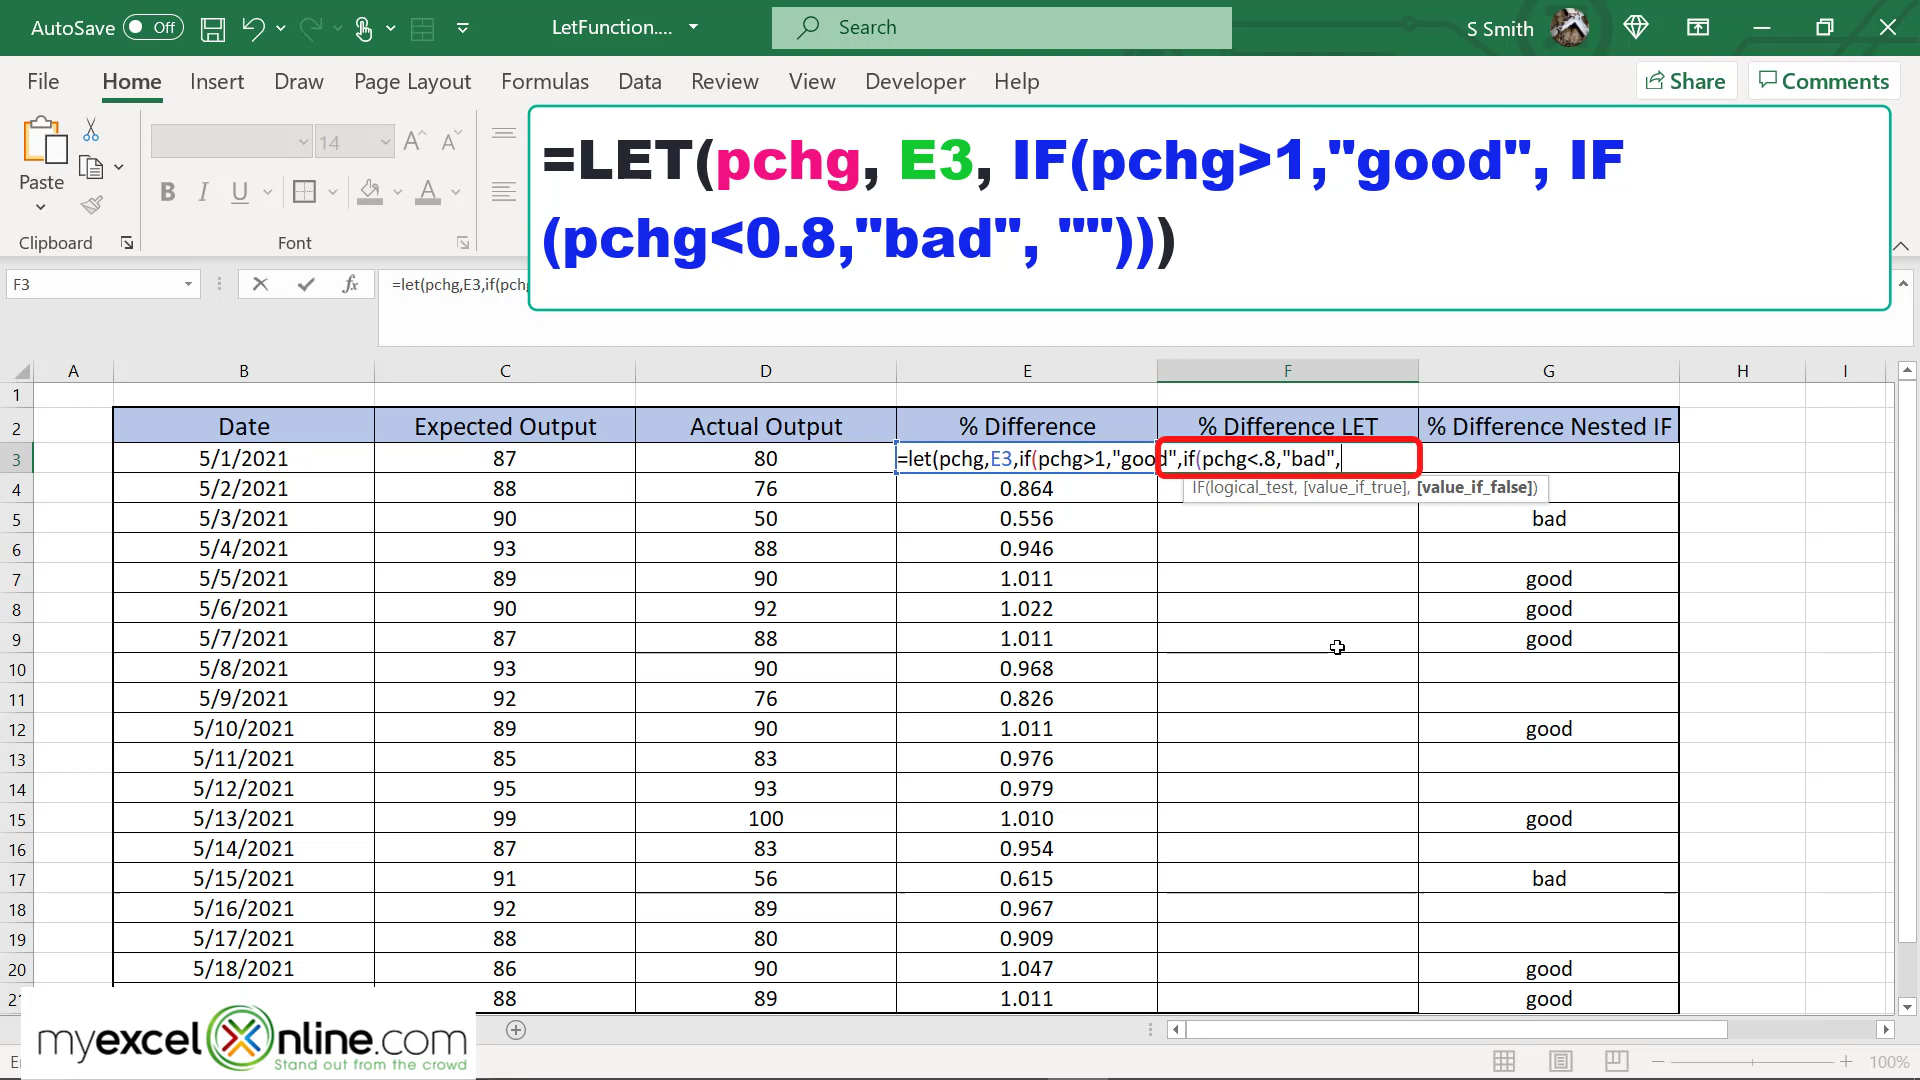 AutoSave Off LetFunction.... Search S Smith
File Home Insert Draw Page Layout Formulas Data Review View Developer Help Share Comments
=LET(pchg, E3, IF(pchg>1,"good", IF
(pchg<0.8,"bad", "")))
14
Paste
B I U A
Clipboard Font
F3 fx =let(pchg,E3,if(pchg
A B C D E F G H I
1
2 Date Expected Output Actual Output % Difference % Difference LET % Difference Nested IF
3 5/1/2021 87 80 =let(pchg,E3,if(pchg>1,"good",if(pchg<.8,"bad",
IF(logical_test, [value_if_true], [value_if_false])
4 5/2/2021 88 76 0.864
5 5/3/2021 90 50 0.556 bad
6 5/4/2021 93 88 0.946
7 5/5/2021 89 90 1.011 good
8 5/6/2021 90 92 1.022 good
9 5/7/2021 87 88 1.011 good
10 5/8/2021 93 90 0.968
11 5/9/2021 92 76 0.826
12 5/10/2021 89 90 1.011 good
13 5/11/2021 85 83 0.976
14 5/12/2021 95 93 0.979
15 5/13/2021 99 100 1.010 good
16 5/14/2021 87 83 0.954
17 5/15/2021 91 56 0.615 bad
18 5/16/2021 92 89 0.967
19 5/17/2021 88 80 0.909
20 5/18/2021 86 90 1.047 good
21 88 89 1.011 good
myexcelOnline.com
Stand out from the crowd
100%